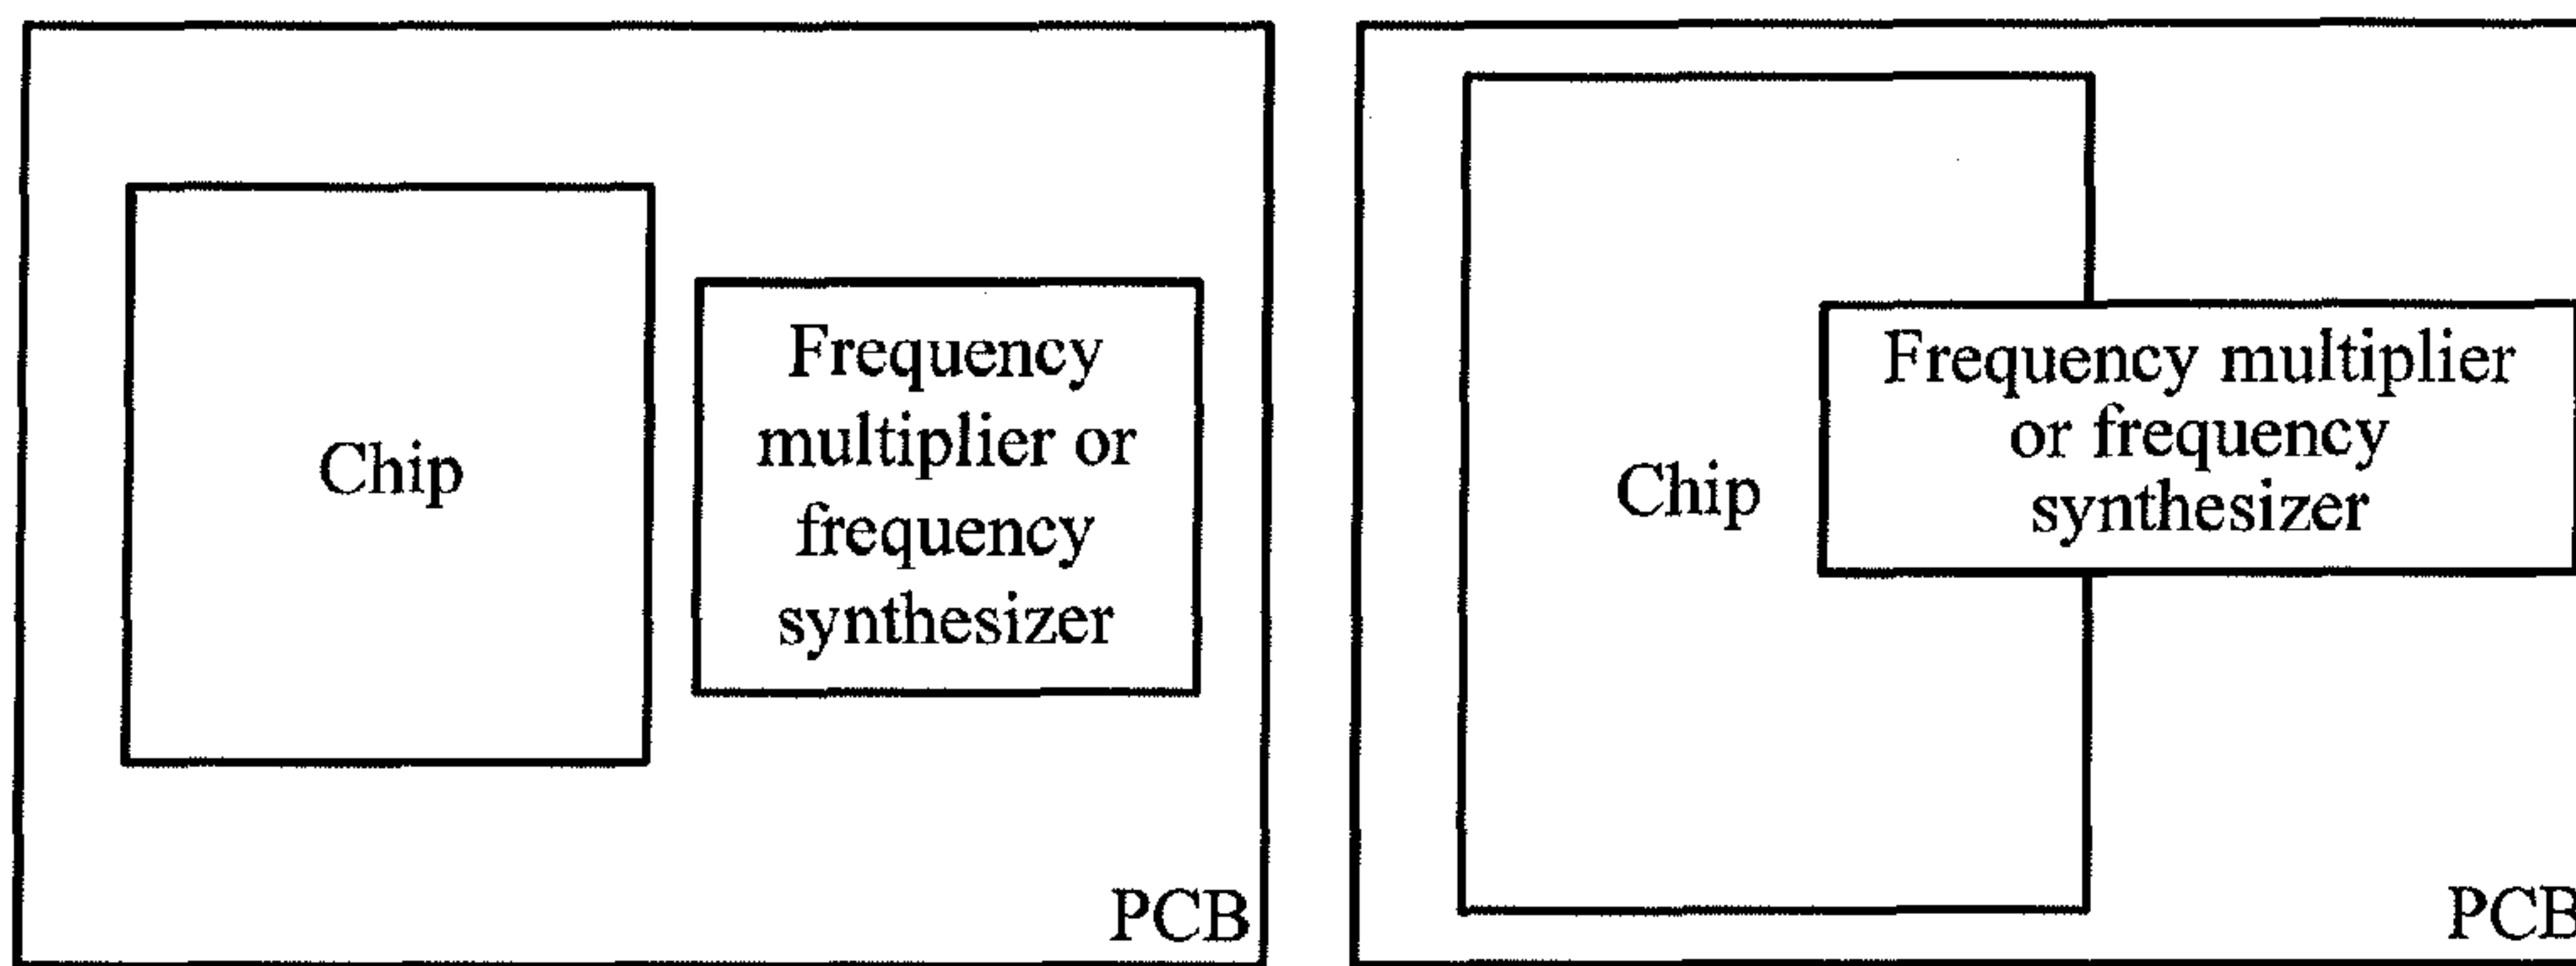 Chip
Frequency
multiplier or
frequency
synthesizer
PCB
Chip
Frequency multiplier
or frequency
synthesizer
PCB